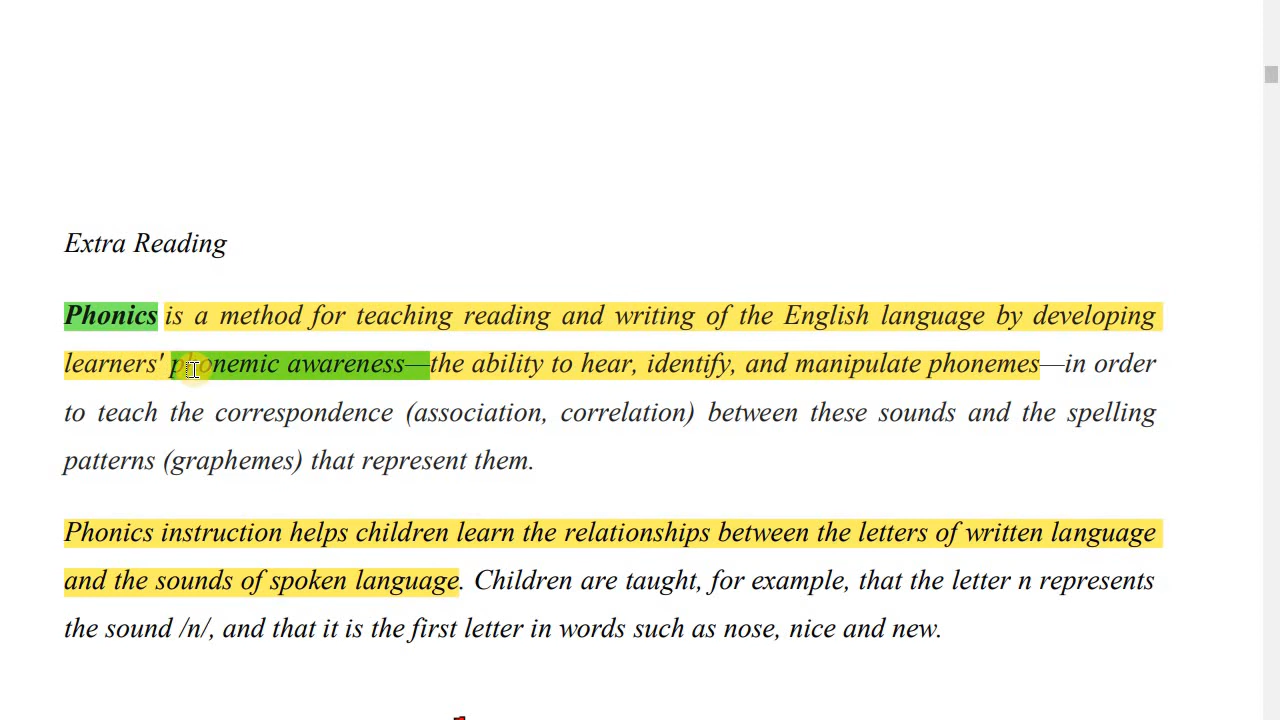 Extra Reading
Phonics is a method for teaching reading and writing of the English language by developing
learners' phonemic awareness—the ability to hear, identify, and manipulate phonemes—in order
to teach the correspondence (association, correlation) between these sounds and the spelling
patterns (graphemes) that represent them.
Phonics instruction helps children learn the relationships between the letters of written language
and the sounds of spoken language. Children are taught, for example, that the letter n represents
the sound /n/, and that it is the first letter in words such as nose, nice and new.